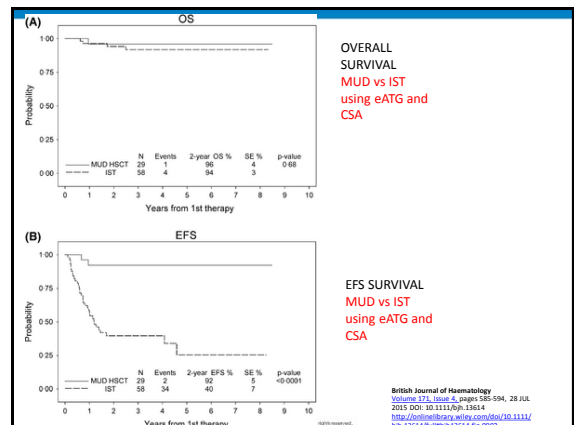 (A)
OS
1·00
0·75
Probability
0·50
0·25
N Events 2-year OS % SE % p-value
MUD HSCT 29 1 96 4 0·68
IST 58 4 94 3
0·00
0 1 2 3 4 5 6 7 8 9 10
Years from 1st therapy
OVERALL
SURVIVAL
MUD vs IST
using eATG and
CSA
(B)
EFS
1·00
0·75
Probability
0·50
0·25
N Events 2-year EFS % SE % p-value
MUD HSCT 29 2 92 5 <0·0001
IST 58 34 40 7
0·00
0 1 2 3 4 5 6 7 8 9 10
Years from 1st therapy
EFS SURVIVAL
MUD vs IST
using eATG and
CSA
British Journal of Haematology
Volume 171, Issue 4, pages 585-594, 28 JUL
2015 DOI: 10.1111/bjh.13614
http://onlinelibrary.wiley.com/doi/10.1111/
rights reserved.